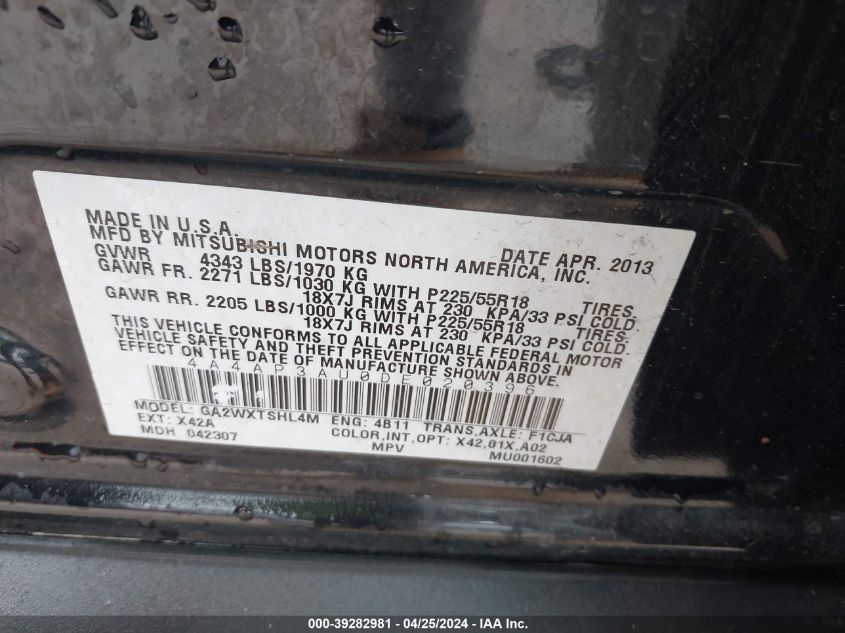 MADE IN U.S.A. DATE APR. 2013
MFD BY MITSUBISHI MOTORS NORTH AMERICA, INC.
GVWR 4343 LBS/1970 KG
GAWR FR. 2271 LBS/1030 KG WITH P225/55R18 TIRES.
18X7J RIMS AT 230 KPA/33 PSI COLD.
GAWR RR. 2205 LBS/1000 KG WITH P225/55R18 TIRES.
18X7J RIMS AT 230 KPA/33 PSI COLD.
THIS VEHICLE CONFORMS TO ALL APPLICABLE FEDERAL MOTOR
VEHICLE SAFETY AND THEFT PREVENTION STANDARDS IN
EFFECT ON THE DATE OF MANUFACTURE SHOWN ABOVE.
4A4AP3AU0DE020396
MODEL: GA2WXTSHL4M ENG: 4B11 TRANS,AXLE: F1CJA
EXT: X42A COLOR,INT,OPT: X42,01X,A02
MDH 042307 MPV MU001602
000-39282981 - 04/25/2024 - IAA Inc.